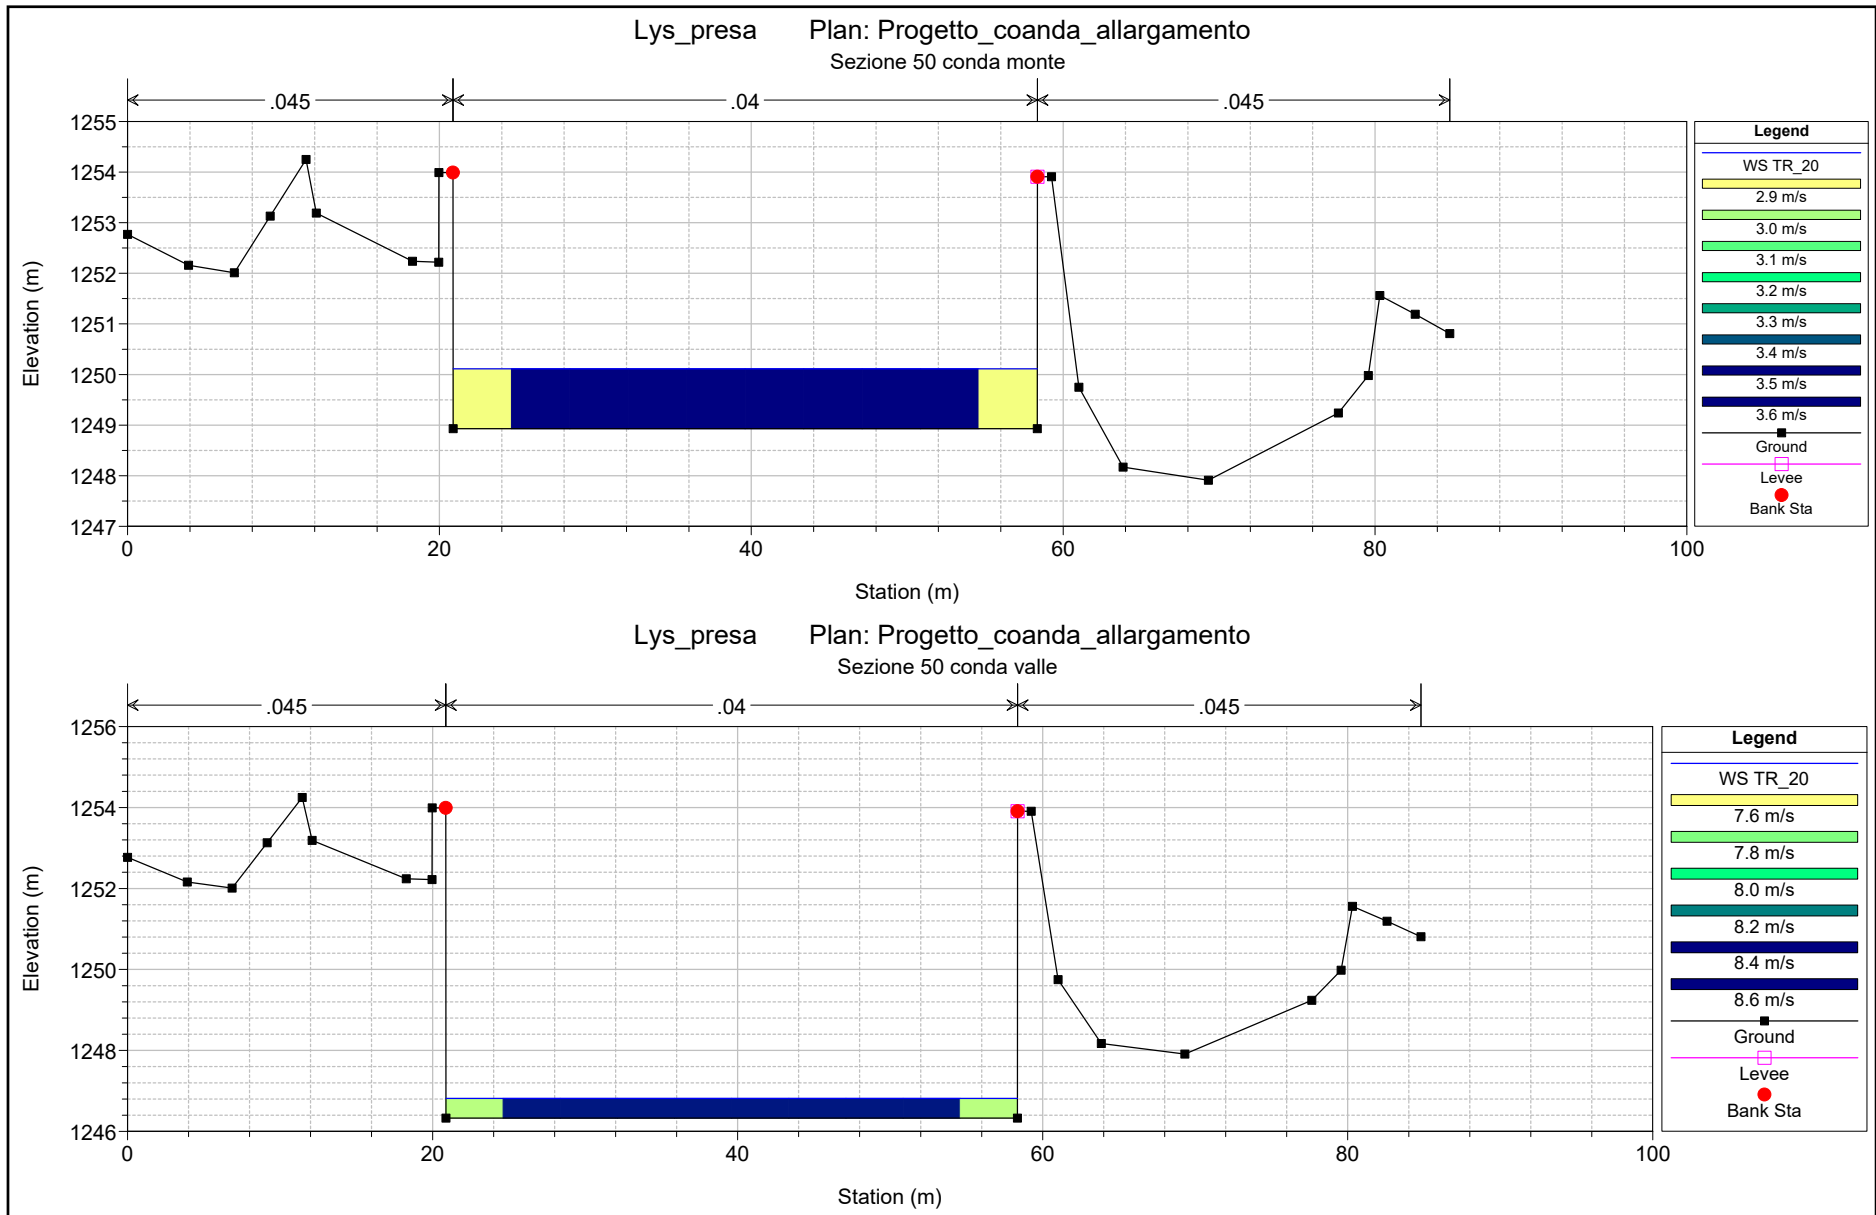 Lys_presa Plan: Progetto_coanda_allargamento
Sezione 50 conda monte
.045 .04 .045
1255
1254
1253
1252
1251
1250
1249
1248
1247
Elevation (m)
0 20 40 60 80 100
Station (m)
Legend
WS TR_20
2.9 m/s
3.0 m/s
3.1 m/s
3.2 m/s
3.3 m/s
3.4 m/s
3.5 m/s
3.6 m/s
Ground
Levee
Bank Sta
Lys_presa Plan: Progetto_coanda_allargamento
Sezione 50 conda valle
.045 .04 .045
1256
1254
1252
1250
1248
1246
Elevation (m)
0 20 40 60 80 100
Station (m)
Legend
WS TR_20
7.6 m/s
7.8 m/s
8.0 m/s
8.2 m/s
8.4 m/s
8.6 m/s
Ground
Levee
Bank Sta